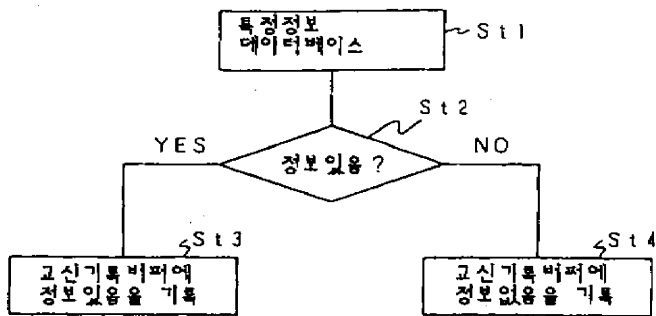 특정정보
데이터베이스
St1
St2
YES
정보있음?
NO
St3
St4
교신기록버퍼에
정보있음을 기록
교신기록버퍼에
정보없음을 기록